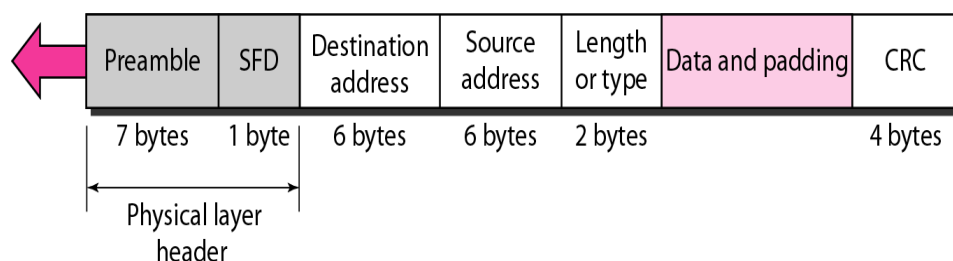 Preamble
SFD
Destination
address
Source
address
Length
or type
Data and padding
CRC
7 bytes
1 byte
6 bytes
6 bytes
2 bytes
4 bytes
Physical layer
header